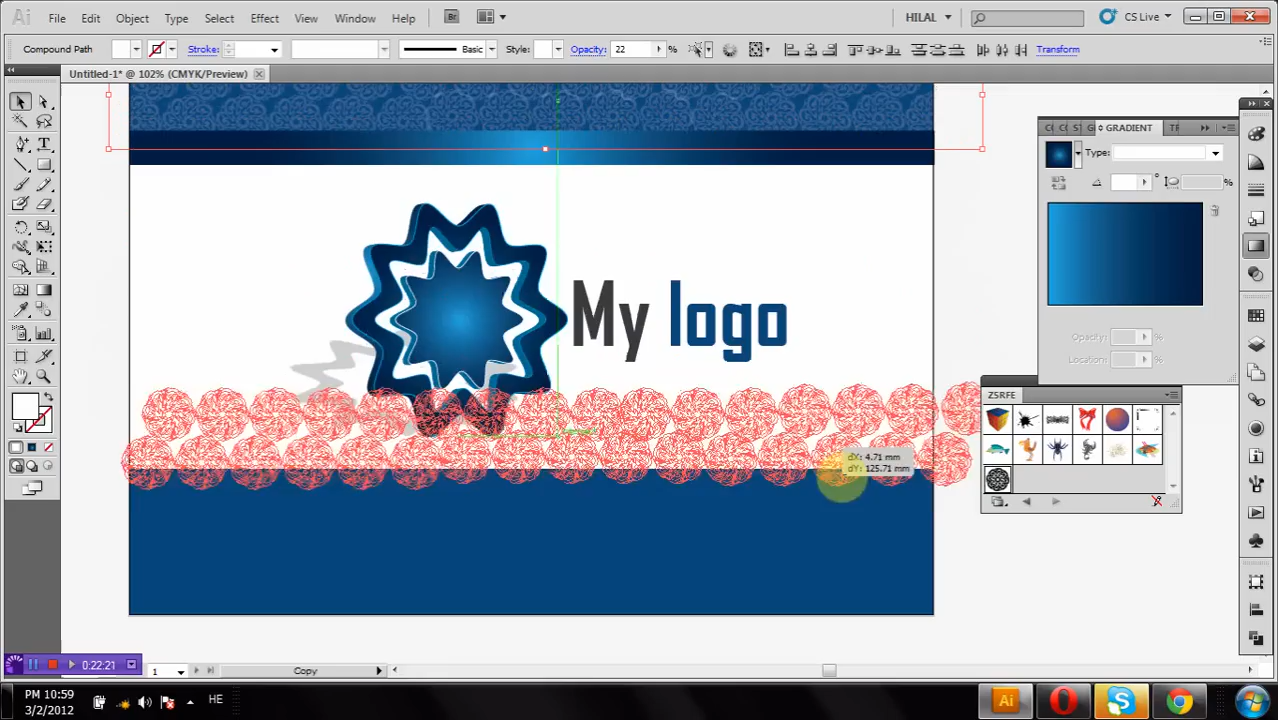 Ai File Edit Object Type Select Effect View Window Help Br HILAL CS Live
Compound Path Stroke: Basic Style: Opacity: 22 % Transform
Untitled-1* @ 102% (CMYK/Preview)
GRADIENT
Type:
%
Opacity: %
Location: %
My logo
ZSRFE
dX: 4.71 mm
dY: 125.71 mm
0:22:21 1 Copy
PM 10:59
3/2/2012
HE
Ai